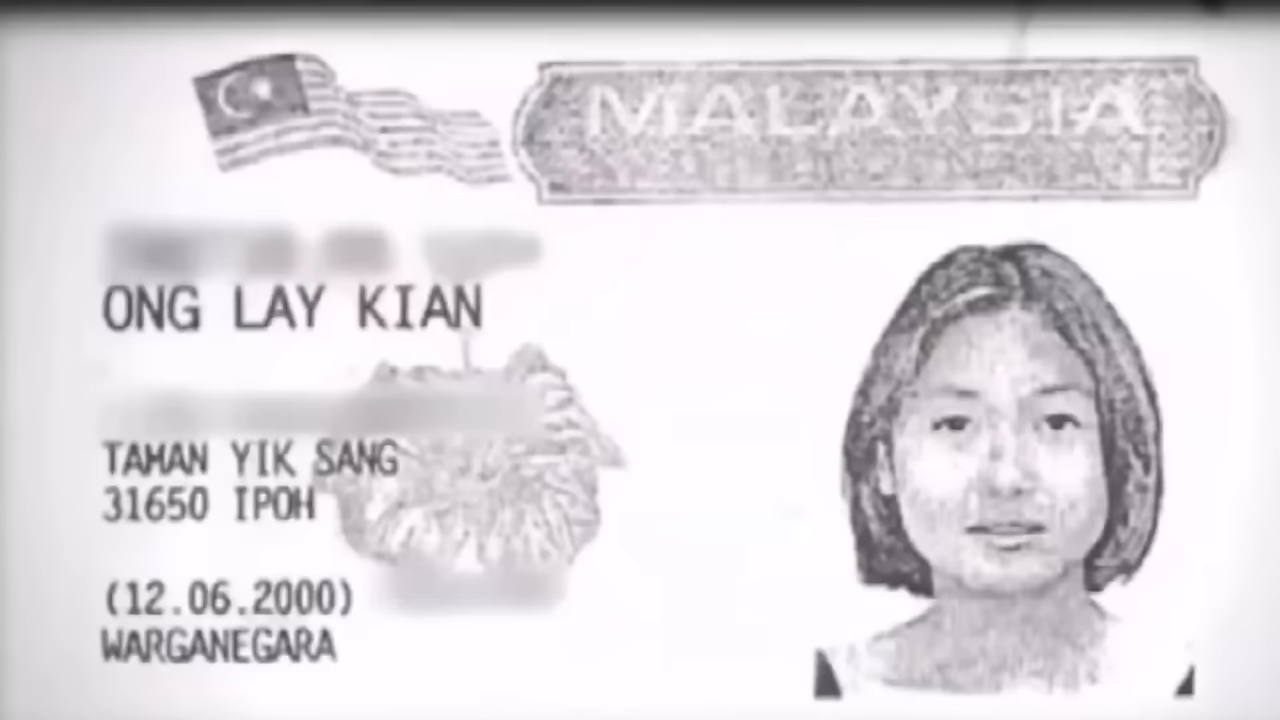 MALAYSIA
ONG LAY KIAN
TAMAN YIK SANG
31650 IPOH
(12.06.2000)
WARGANEGARA